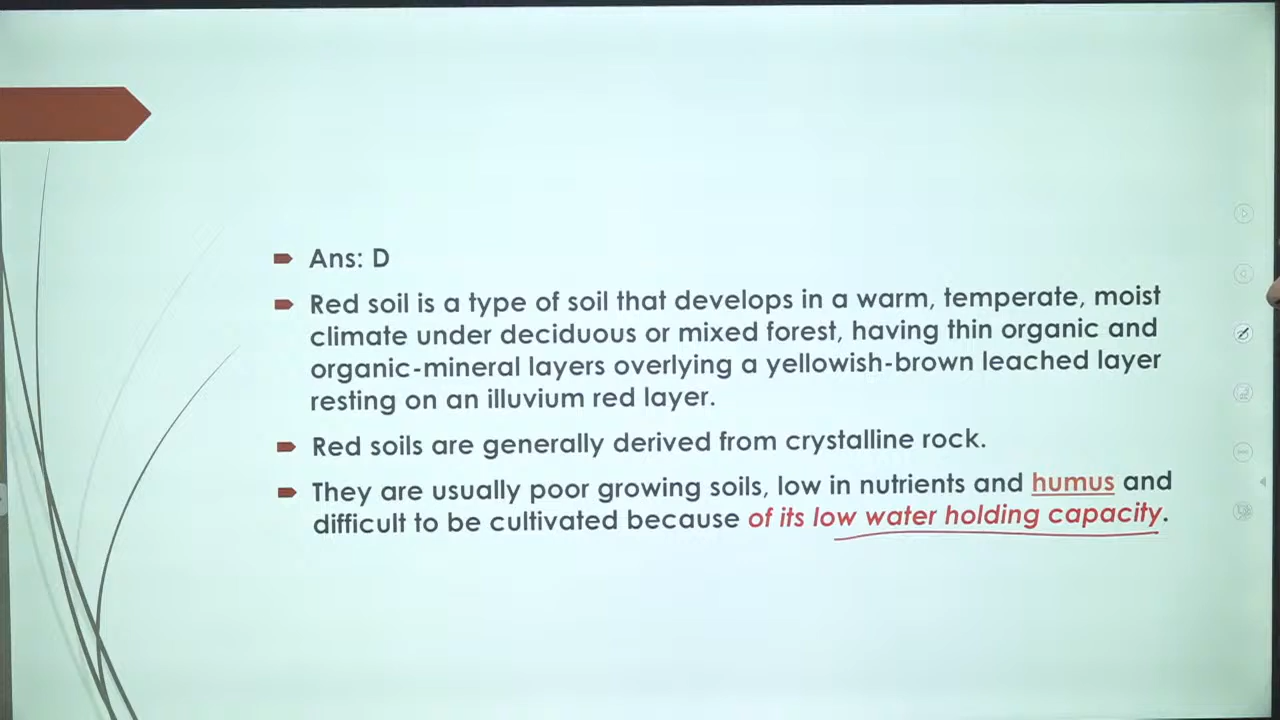 Ans: D
Red soil is a type of soil that develops in a warm, temperate, moist
climate under deciduous or mixed forest, having thin organic and
organic-mineral layers overlying a yellowish-brown leached layer
resting on an illuvium red layer.
Red soils are generally derived from crystalline rock.
They are usually poor growing soils, low in nutrients and humus and
difficult to be cultivated because of its low water holding capacity.